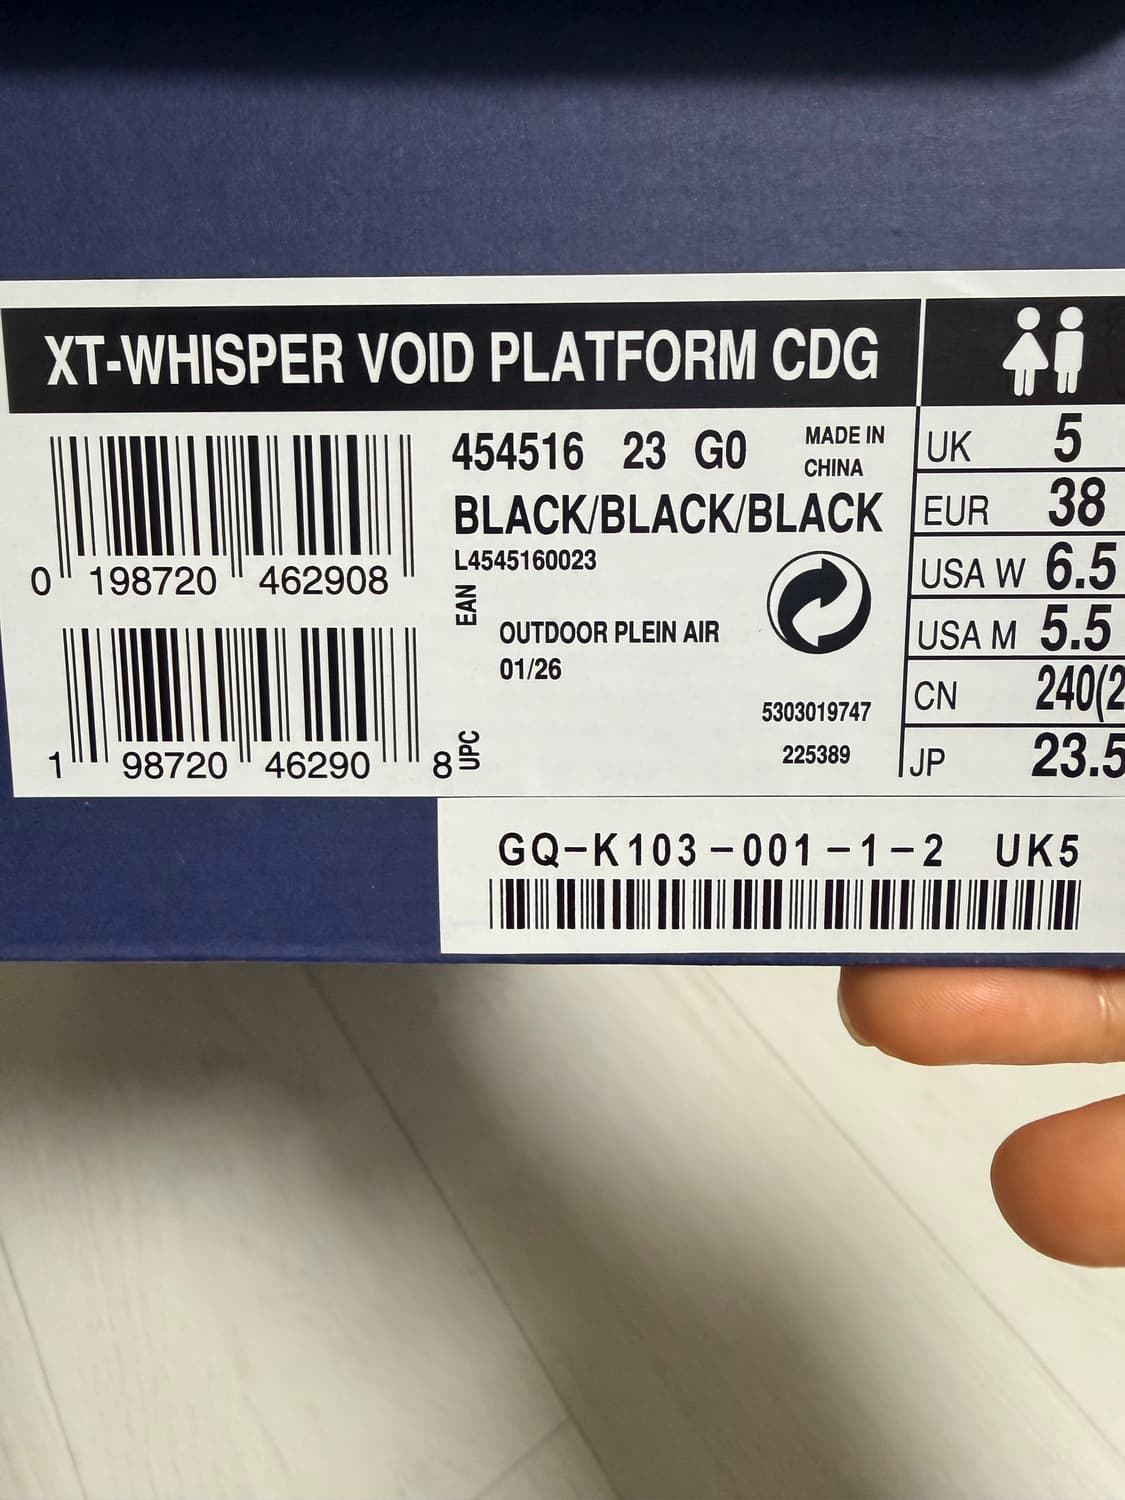 XT-WHISPER VOID PLATFORM CDG
0 198720 462908
1 98720 46290 8
EAN
UPC
454516 23 G0
MADE IN
CHINA
BLACK/BLACK/BLACK
L4545160023
OUTDOOR PLEIN AIR
01/26
5303019747
225389
UK 5
EUR 38
USA W 6.5
USA M 5.5
CN 240(2
JP 23.5
GQ-K103-001-1-2 UK5